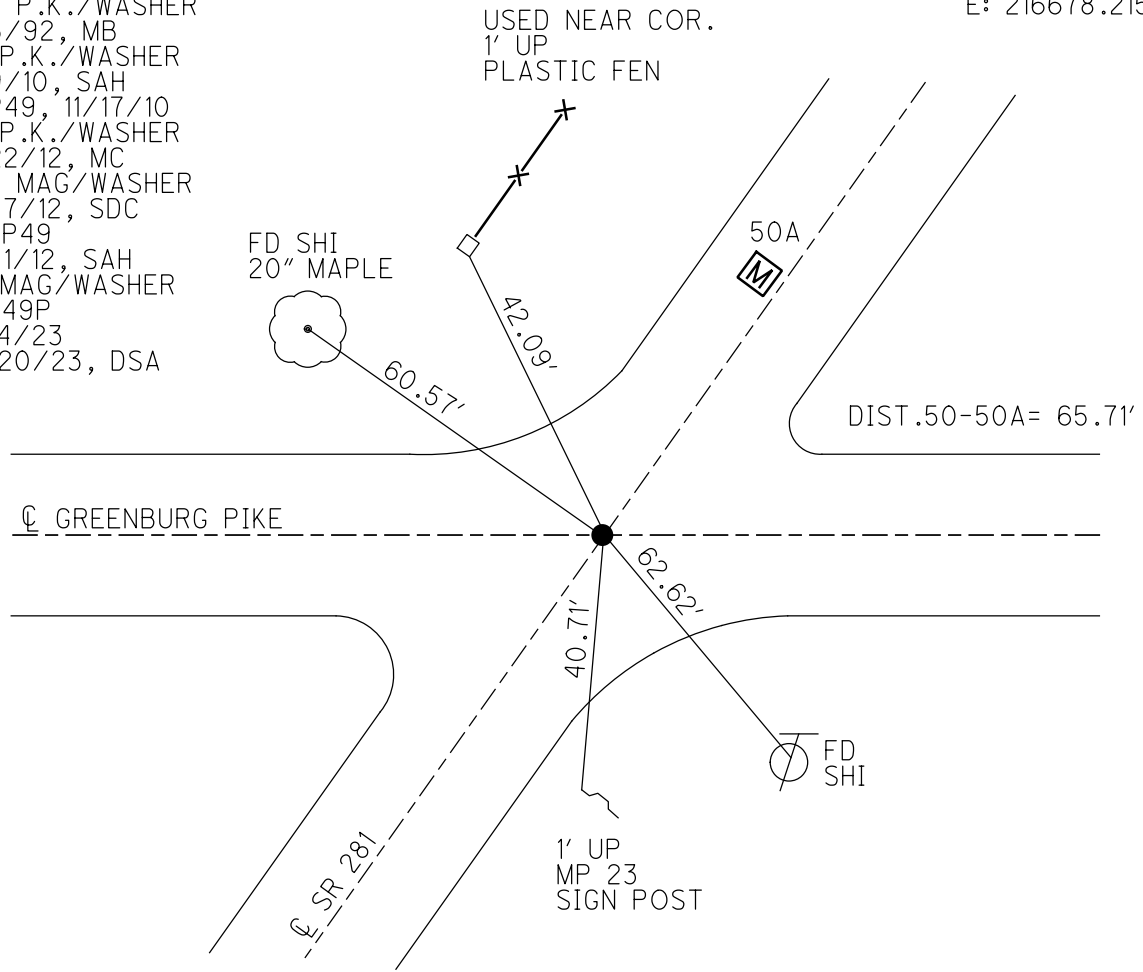 P.K./WASHER
/92, MB
P.K./WASHER
/10, SAH
49, 11/17/10
P.K./WASHER
22/12, MC
MAG/WASHER
7/12, SDC
P49
1/12, SAH
MAG/WASHER
49P
4/23
20/23, DSA
USED NEAR COR.
1' UP
PLASTIC FEN
E: 216678.215
FD SHI
20" MAPLE
50A
M
42.09'
60.57'
DIST.50-50A= 65.71'
℄ GREENBURG PIKE
62.62'
40.71'
FD
SHI
1' UP
MP 23
SIGN POST
℄ SR 281